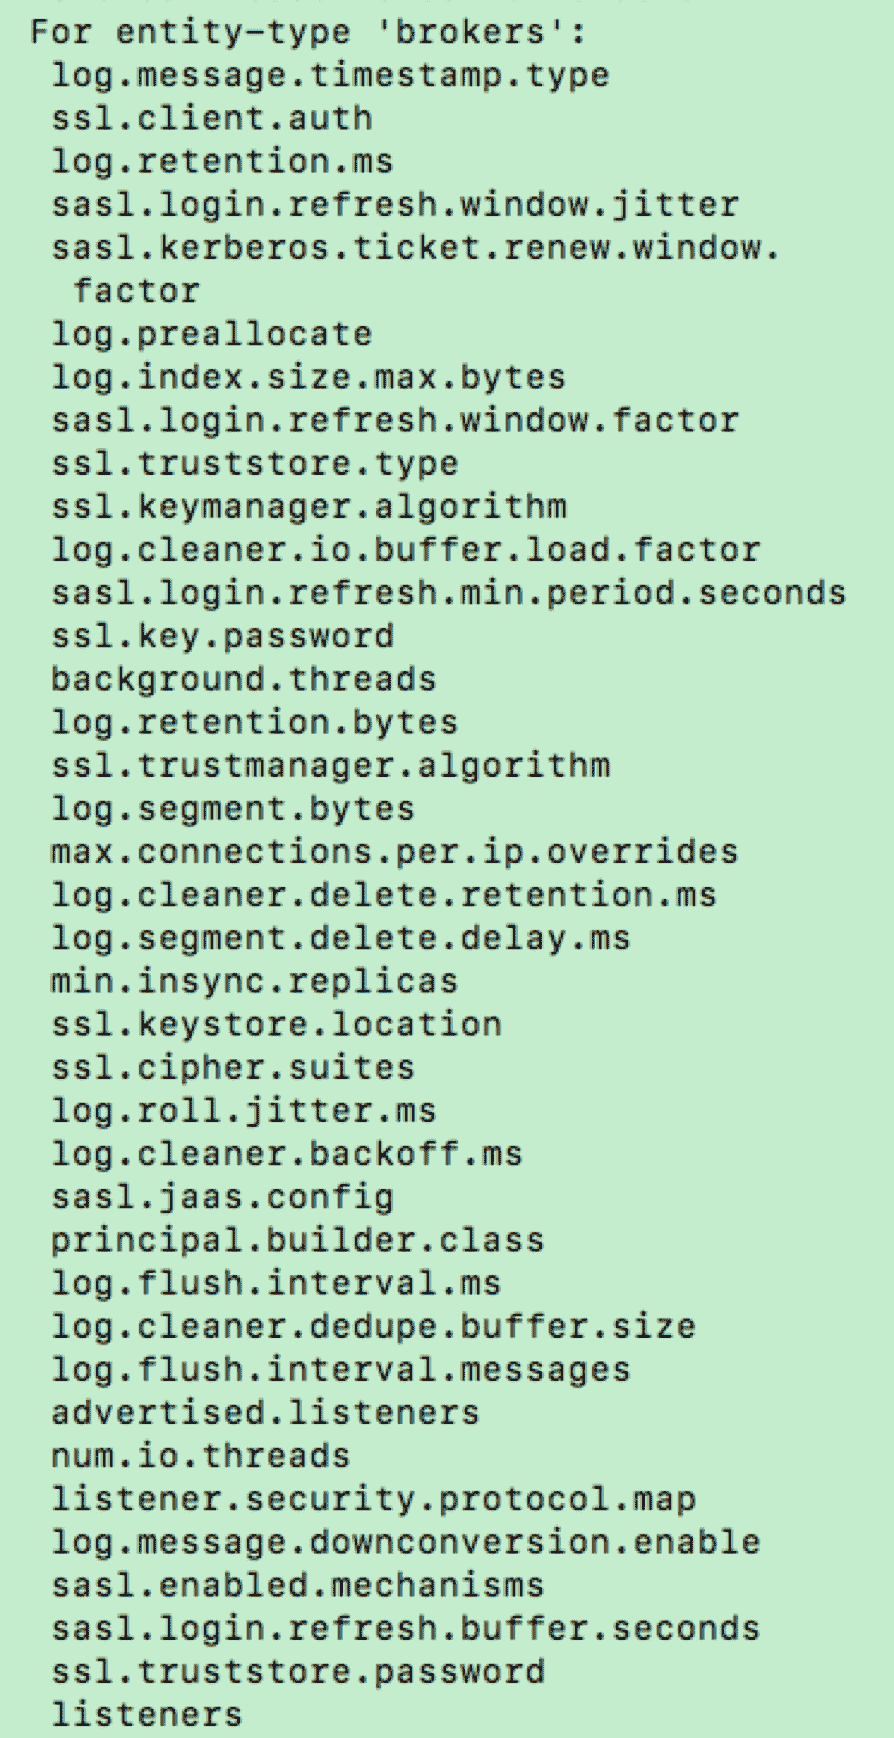 For entity-type 'brokers':
log.message.timestamp.type
ssl.client.auth
log.retention.ms
sasl.login.refresh.window.jitter
sasl.kerberos.ticket.renew.window.
factor
log.preallocate
log.index.size.max.bytes
sasl.login.refresh.window.factor
ssl.truststore.type
ssl.keymanager.algorithm
log.cleaner.io.buffer.load.factor
sasl.login.refresh.min.period.seconds
ssl.key.password
background.threads
log.retention.bytes
ssl.trustmanager.algorithm
log.segment.bytes
max.connections.per.ip.overrides
log.cleaner.delete.retention.ms
log.segment.delete.delay.ms
min.insync.replicas
ssl.keystore.location
ssl.cipher.suites
log.roll.jitter.ms
log.cleaner.backoff.ms
sasl.jaas.config
principal.builder.class
log.flush.interval.ms
log.cleaner.dedupe.buffer.size
log.flush.interval.messages
advertised.listeners
num.io.threads
listener.security.protocol.map
log.message.downconversion.enable
sasl.enabled.mechanisms
sasl.login.refresh.buffer.seconds
ssl.truststore.password
listeners